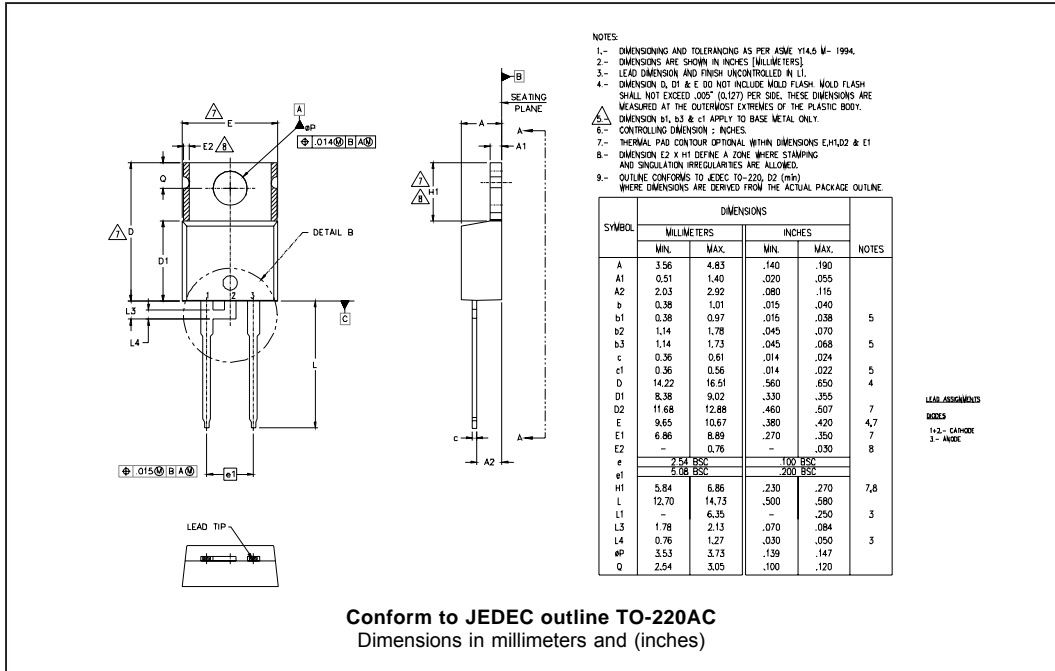 NOTES:
1.- DIMENSIONING AND TOLERANCING AS PER ASME Y14.5 M- 1994.
2.- DIMENSIONS ARE SHOWN IN INCHES [MILLIMETERS].
3.- LEAD DIMENSION AND FINISH UNCONTROLLED IN L1.
4.- DIMENSION D, D1 & E DO NOT INCLUDE MOLD FLASH. MOLD FLASH
SHALL NOT EXCEED .005" (0.127) PER SIDE. THESE DIMENSIONS ARE
MEASURED AT THE OUTERMOST EXTREMES OF THE PLASTIC BODY.
5.- DIMENSION b1, b3 & c1 APPLY TO BASE METAL ONLY.
6.- CONTROLLING DIMENSION : INCHES.
7.- THERMAL PAD CONTOUR OPTIONAL WITHIN DIMENSIONS E,H1,D2 & E1
8.- DIMENSION E2 X H1 DEFINE A ZONE WHERE STAMPING
AND SINGULATION IRREGULARITIES ARE ALLOWED.
9.- OUTLINE CONFORMS TO JEDEC TO-220, D2 (min)
WHERE DIMENSIONS ARE DERIVED FROM THE ACTUAL PACKAGE OUTLINE.
7
E
E2 8
A
øP
⌖ .014Ⓜ B AⓂ
Q
7 D
D1
DETAIL B
1 2 3
L3
L4
C
L
⌖ .015Ⓜ B AⓂ
e1
LEAD TIP
B
SEATING
PLANE
A
A
A1
7
8
H1
c
A
A2
SYMBOL DIMENSIONS NOTES
MILLIMETERS INCHES
MIN. MAX. MIN. MAX.
A 3.56 4.83 .140 .190
A1 0.51 1.40 .020 .055
A2 2.03 2.92 .080 .115
b 0.38 1.01 .015 .040
b1 0.38 0.97 .015 .038 5
b2 1.14 1.78 .045 .070
b3 1.14 1.73 .045 .068 5
c 0.36 0.61 .014 .024
c1 0.36 0.56 .014 .022 5
D 14.22 16.51 .560 .650 4
D1 8.38 9.02 .330 .355
D2 11.68 12.88 .460 .507 7
E 9.65 10.67 .380 .420 4,7
E1 6.86 8.89 .270 .350 7
E2 – 0.76 – .030 8
e 2.54 BSC .100 BSC
e1 5.08 BSC .200 BSC
H1 5.84 6.86 .230 .270 7,8
L 12.70 14.73 .500 .580
L1 – 6.35 – .250 3
L3 1.78 2.13 .070 .084
L4 0.76 1.27 .030 .050 3
øP 3.53 3.73 .139 .147
Q 2.54 3.05 .100 .120
LEAD ASSIGNMENTS
DIODES
1+2.- CATHODE
3.- ANODE
Conform to JEDEC outline TO-220AC
Dimensions in millimeters and (inches)